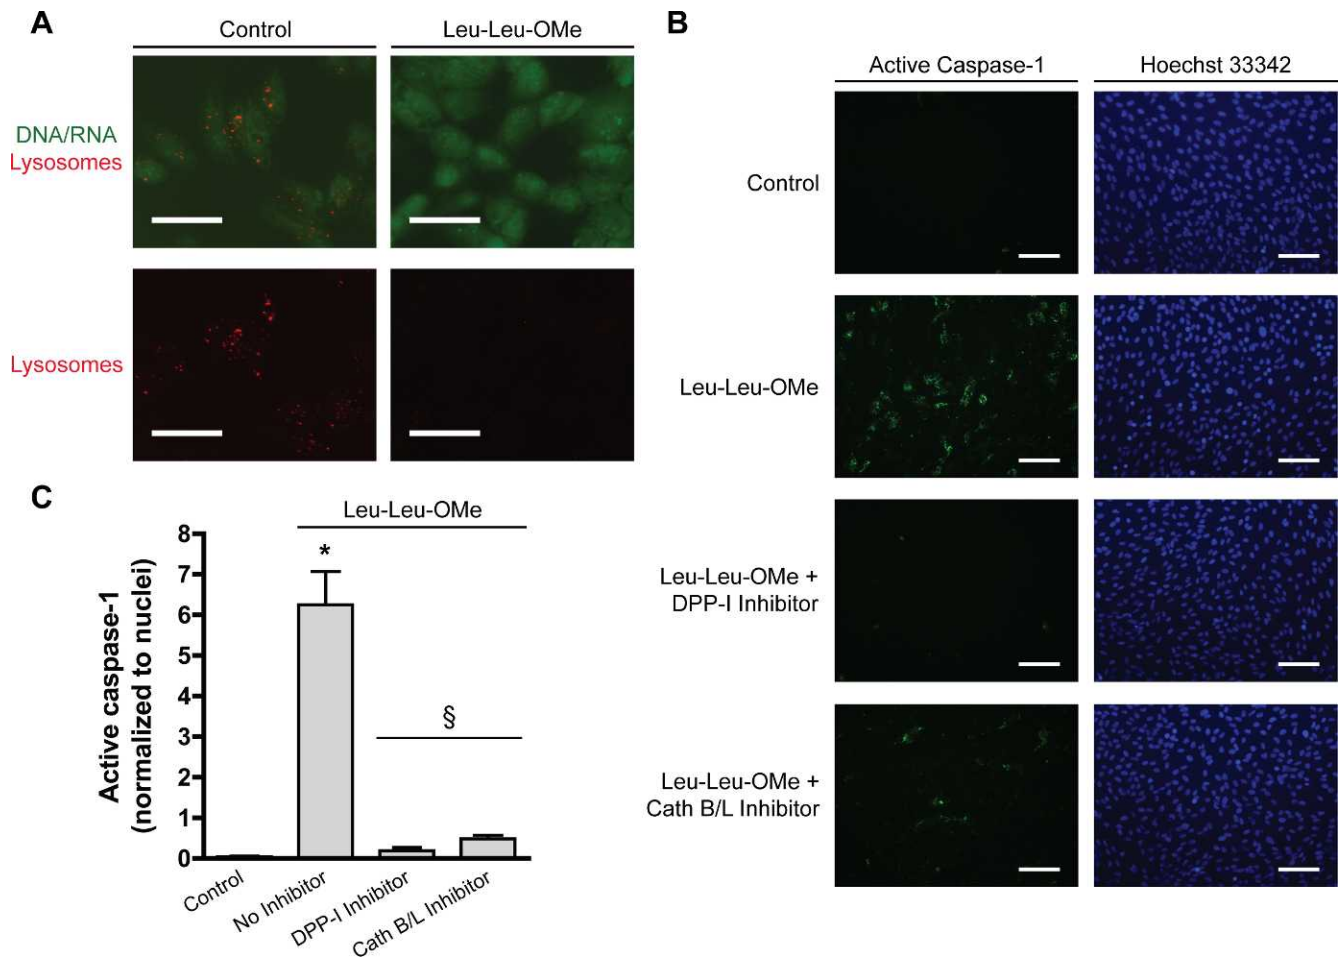 A
Control
Leu-Leu-OMe
DNA/RNA
Lysosomes
Lysosomes
B
Active Caspase-1
Hoechst 33342
Control
Leu-Leu-OMe
Leu-Leu-OMe +
DPP-I Inhibitor
Leu-Leu-OMe +
Cath B/L Inhibitor
C
Leu-Leu-OMe
Active caspase-1
(normalized to nuclei)
8
7
6
5
4
3
2
1
0
*
§
Control
No Inhibitor
DPP-I Inhibitor
Cath B/L Inhibitor